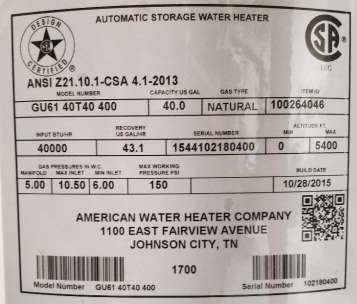 AUTOMATIC STORAGE WATER HEATER
DESIGN CERTIFIED
U.C.
ANSI Z21.10.1-CSA 4.1-2013
MODEL NUMBER CAPACITY US GAL GAS TYPE ITEM ID
GU61 40T40 400 40.0 NATURAL 100264046
INPUT BTU/HR RECOVERY US GAL/HR SERIAL NUMBER ALTITUDE FT. MIN MAX
40000 43.1 1544102180400 0 5400
GAS PRESSURES IN W.C. MAX WORKING PRESSURE PSI BUILD DATE
MANIFOLD MAX INLET MIN INLET
5.00 10.50 6.00 150 10/28/2015
AMERICAN WATER HEATER COMPANY
1100 EAST FAIRVIEW AVENUE
JOHNSON CITY, TN
1700
Model Number GU61 40T40 400 Serial Number 102180400